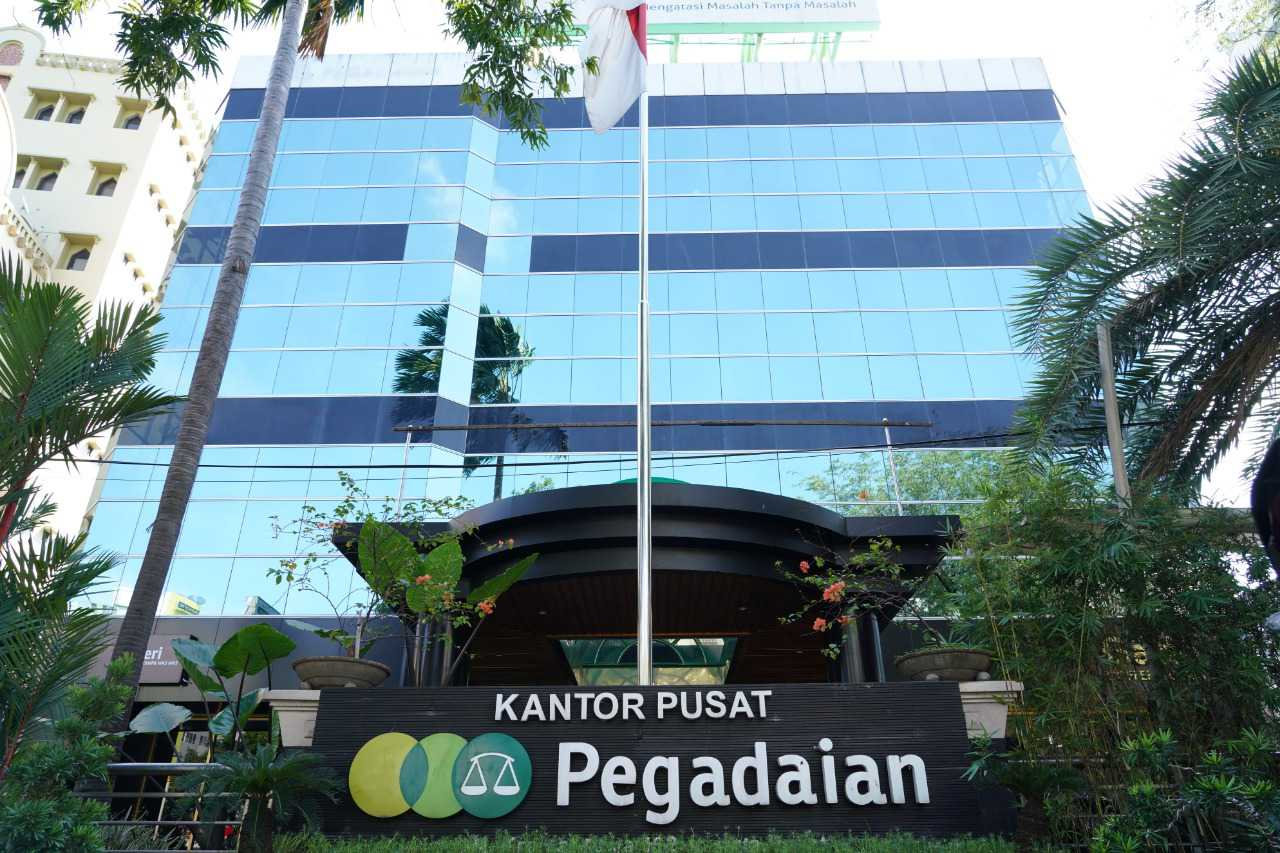 Mengatasi Masalah Tanpa Masalah
KANTOR PUSAT
Pegadaian